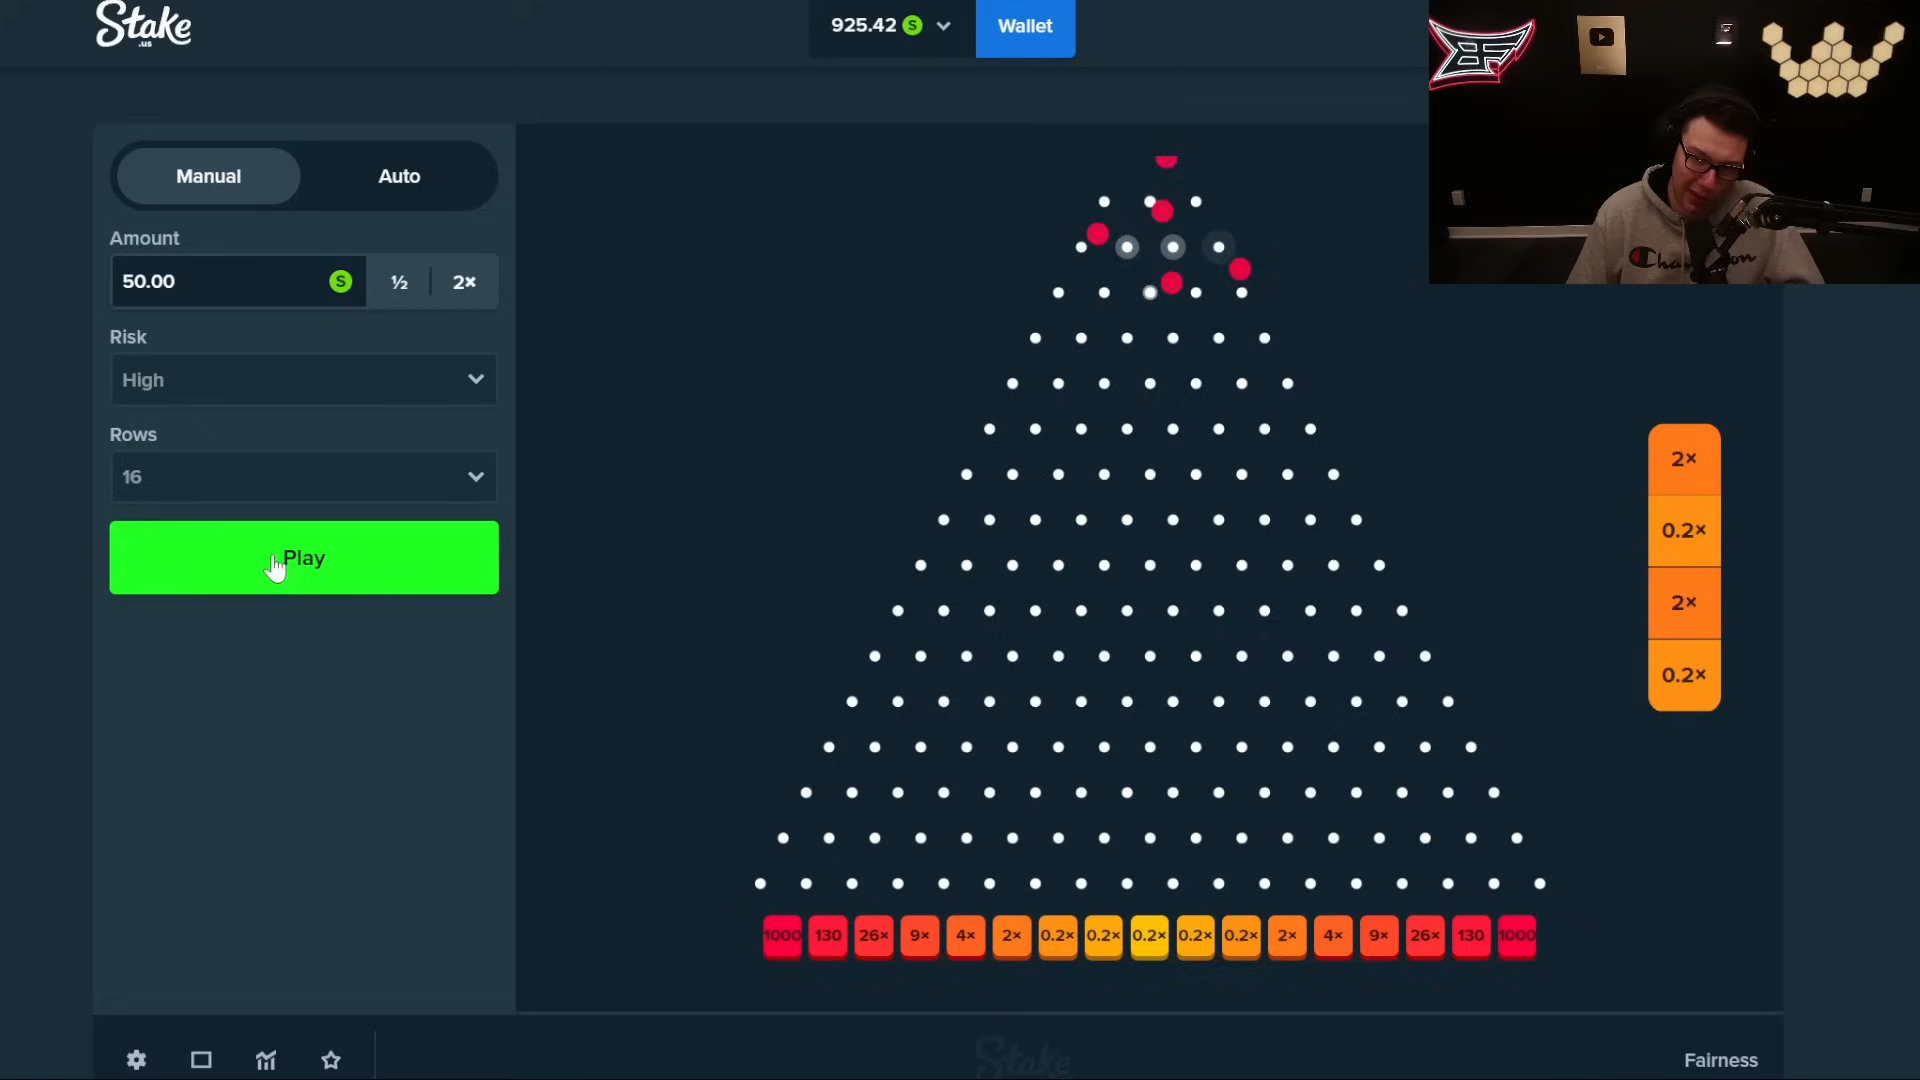 Stake
.us
925.42 S
Wallet
Manual
Auto
Amount
50.00 S
½
2×
Risk
High
Rows
16
Play
2×
0.2×
2×
0.2×
1000 130 26× 9× 4× 2× 0.2× 0.2× 0.2× 0.2× 0.2× 2× 4× 9× 26× 130 1000
Stake
Fairness